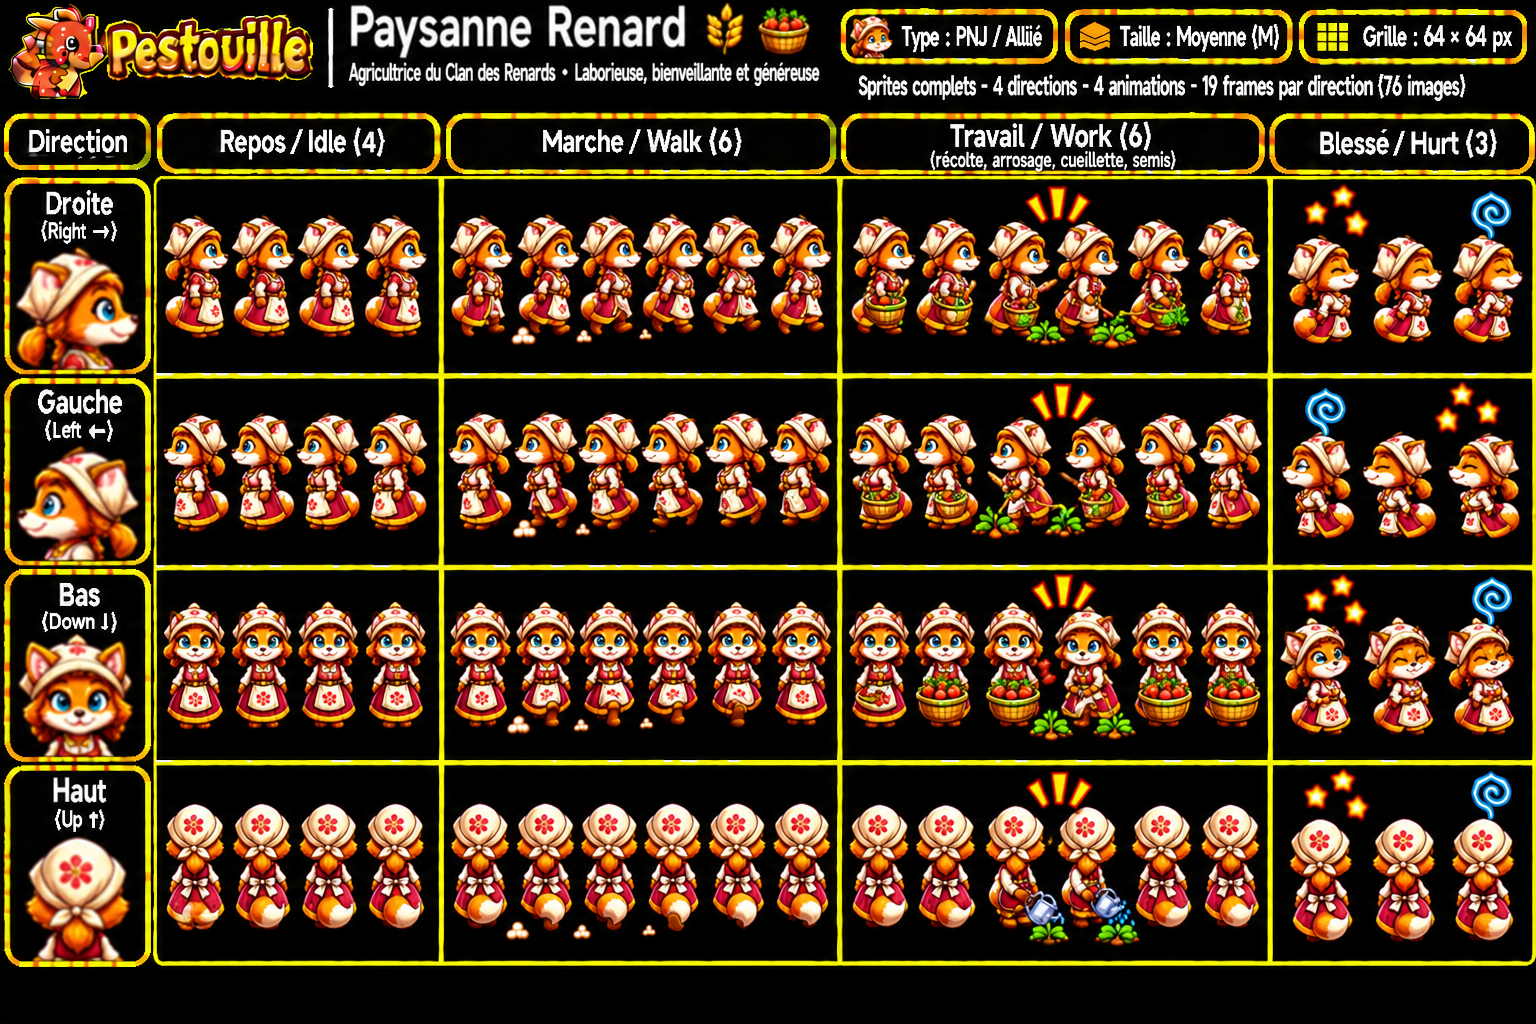 Pestouille
Paysanne Renard
Agricultrice du Clan des Renards • Laborieuse, bienveillante et généreuse
Type : PNJ / Allié
Taille : Moyenne (M)
Grille : 64 × 64 px
Sprites complets - 4 directions - 4 animations - 19 frames par direction (76 images)
Direction
Repos / Idle (4)
Marche / Walk (6)
Travail / Work (6)
(récolte, arrosage, cueillette, semis)
Blessé / Hurt (3)
Droite
(Right →)
Gauche
(Left ←)
Bas
(Down ↓)
Haut
(Up ↑)